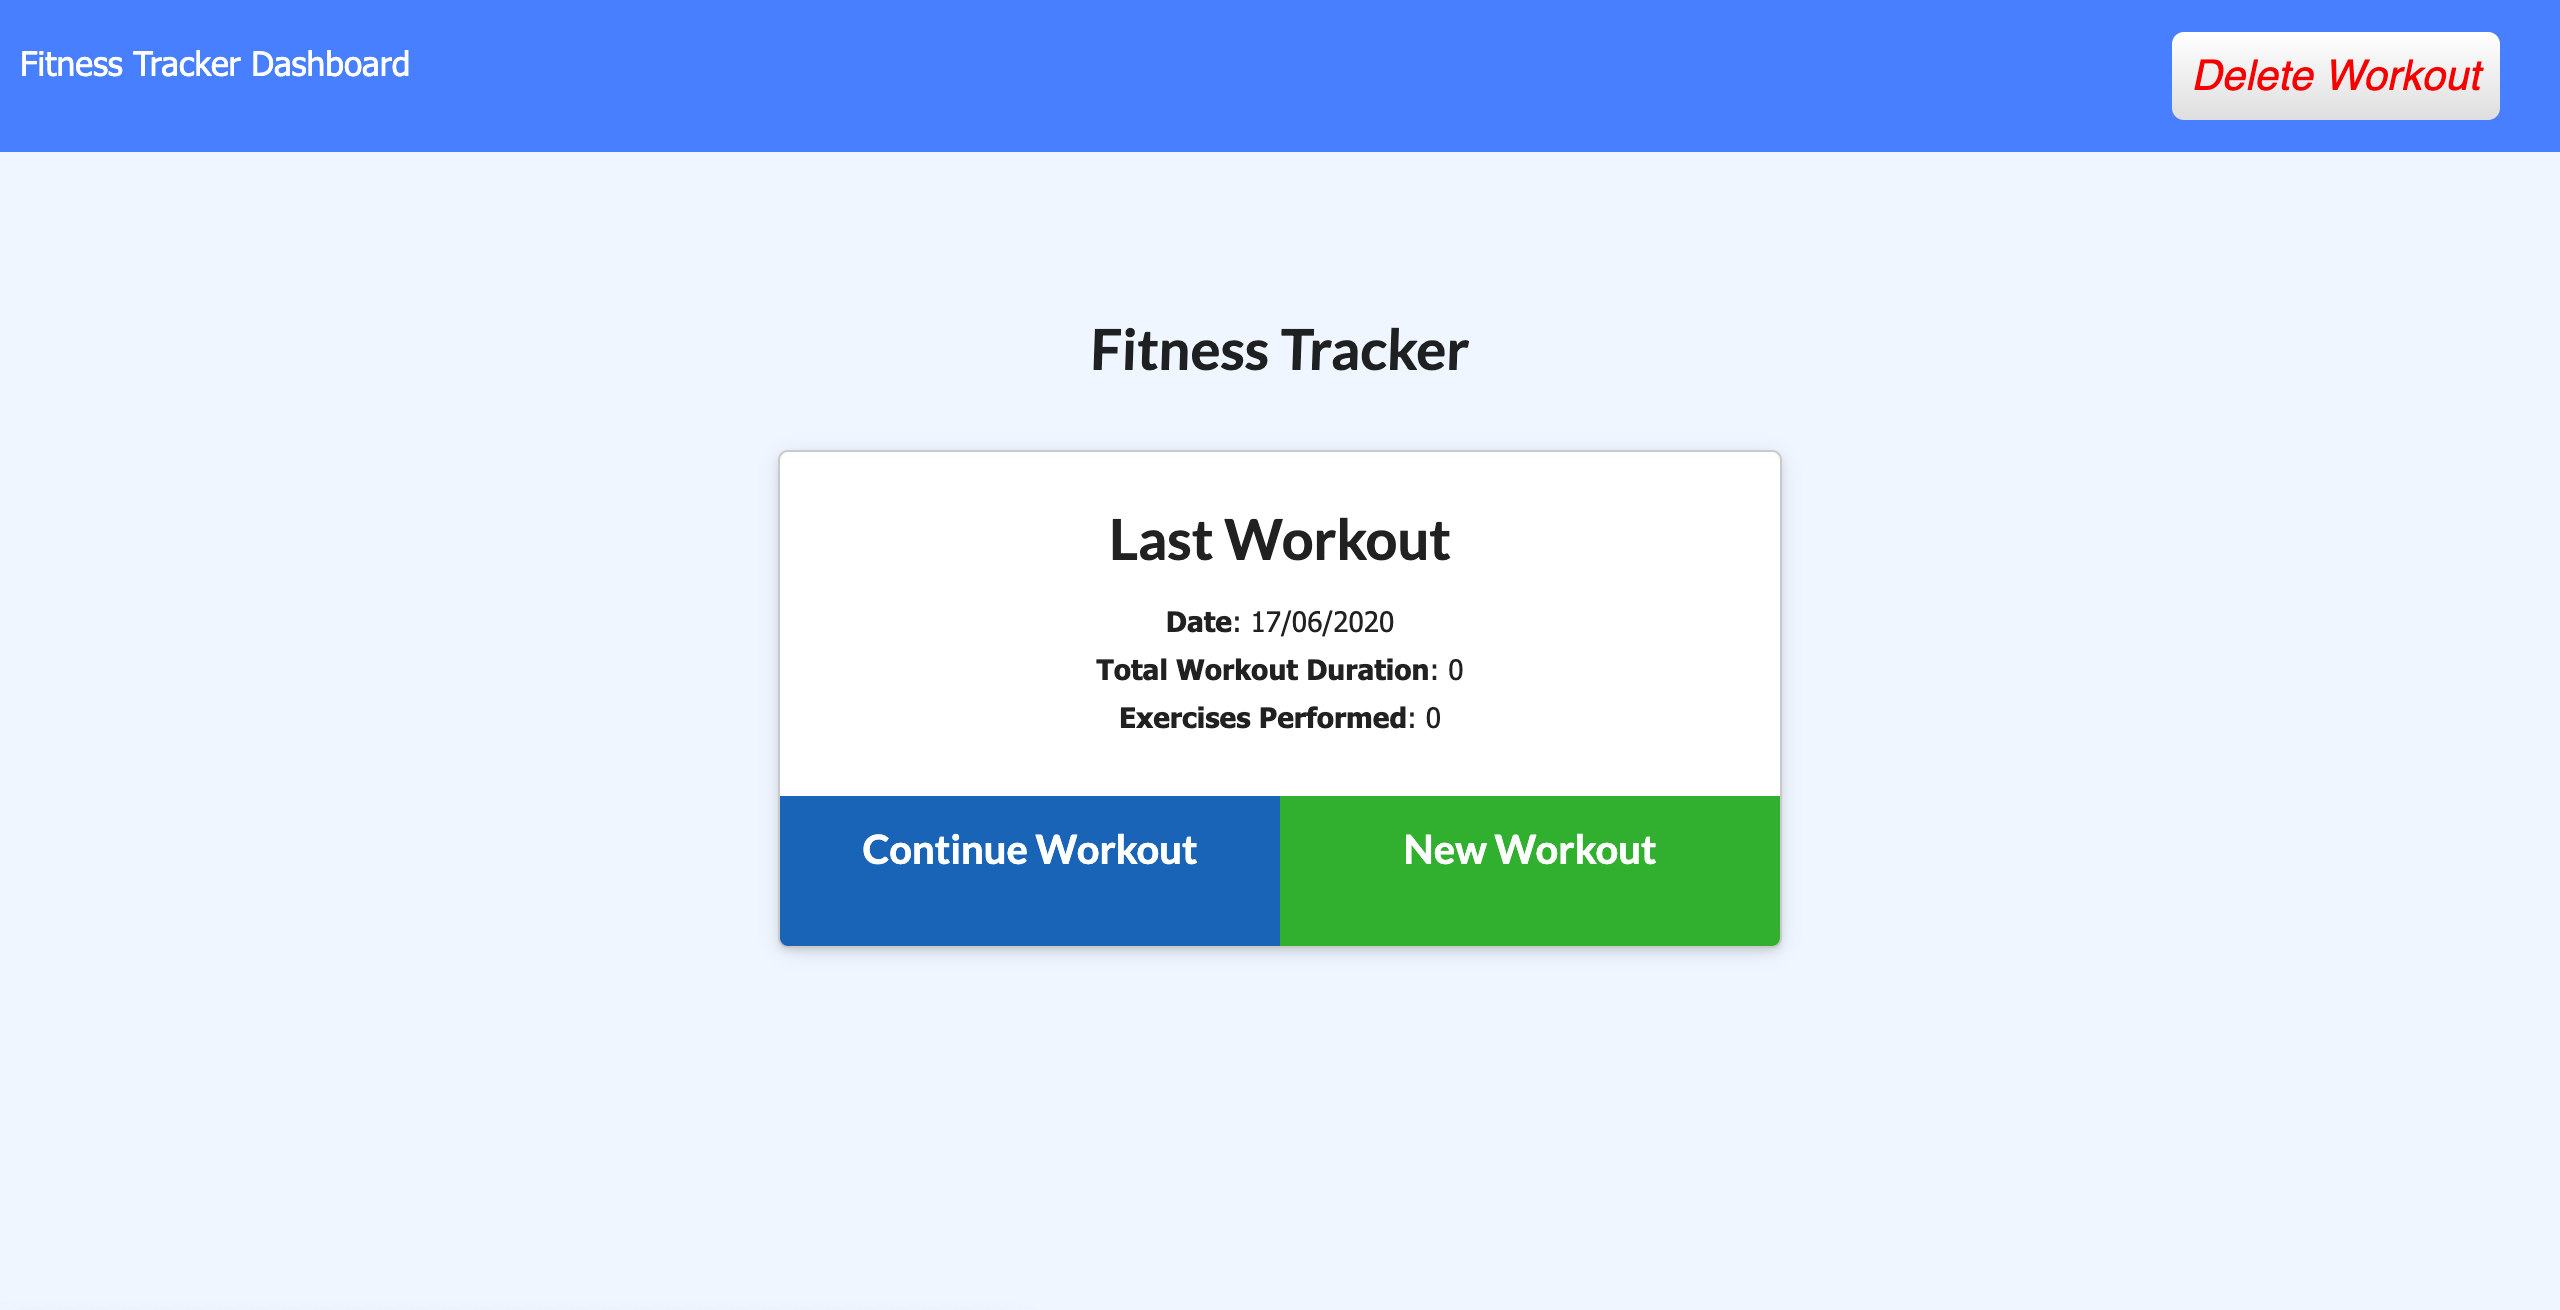 Fitness Tracker Dashboard
Delete Workout
Fitness Tracker
Last Workout
Date: 17/06/2020
Total Workout Duration: 0
Exercises Performed: 0
Continue Workout
New Workout